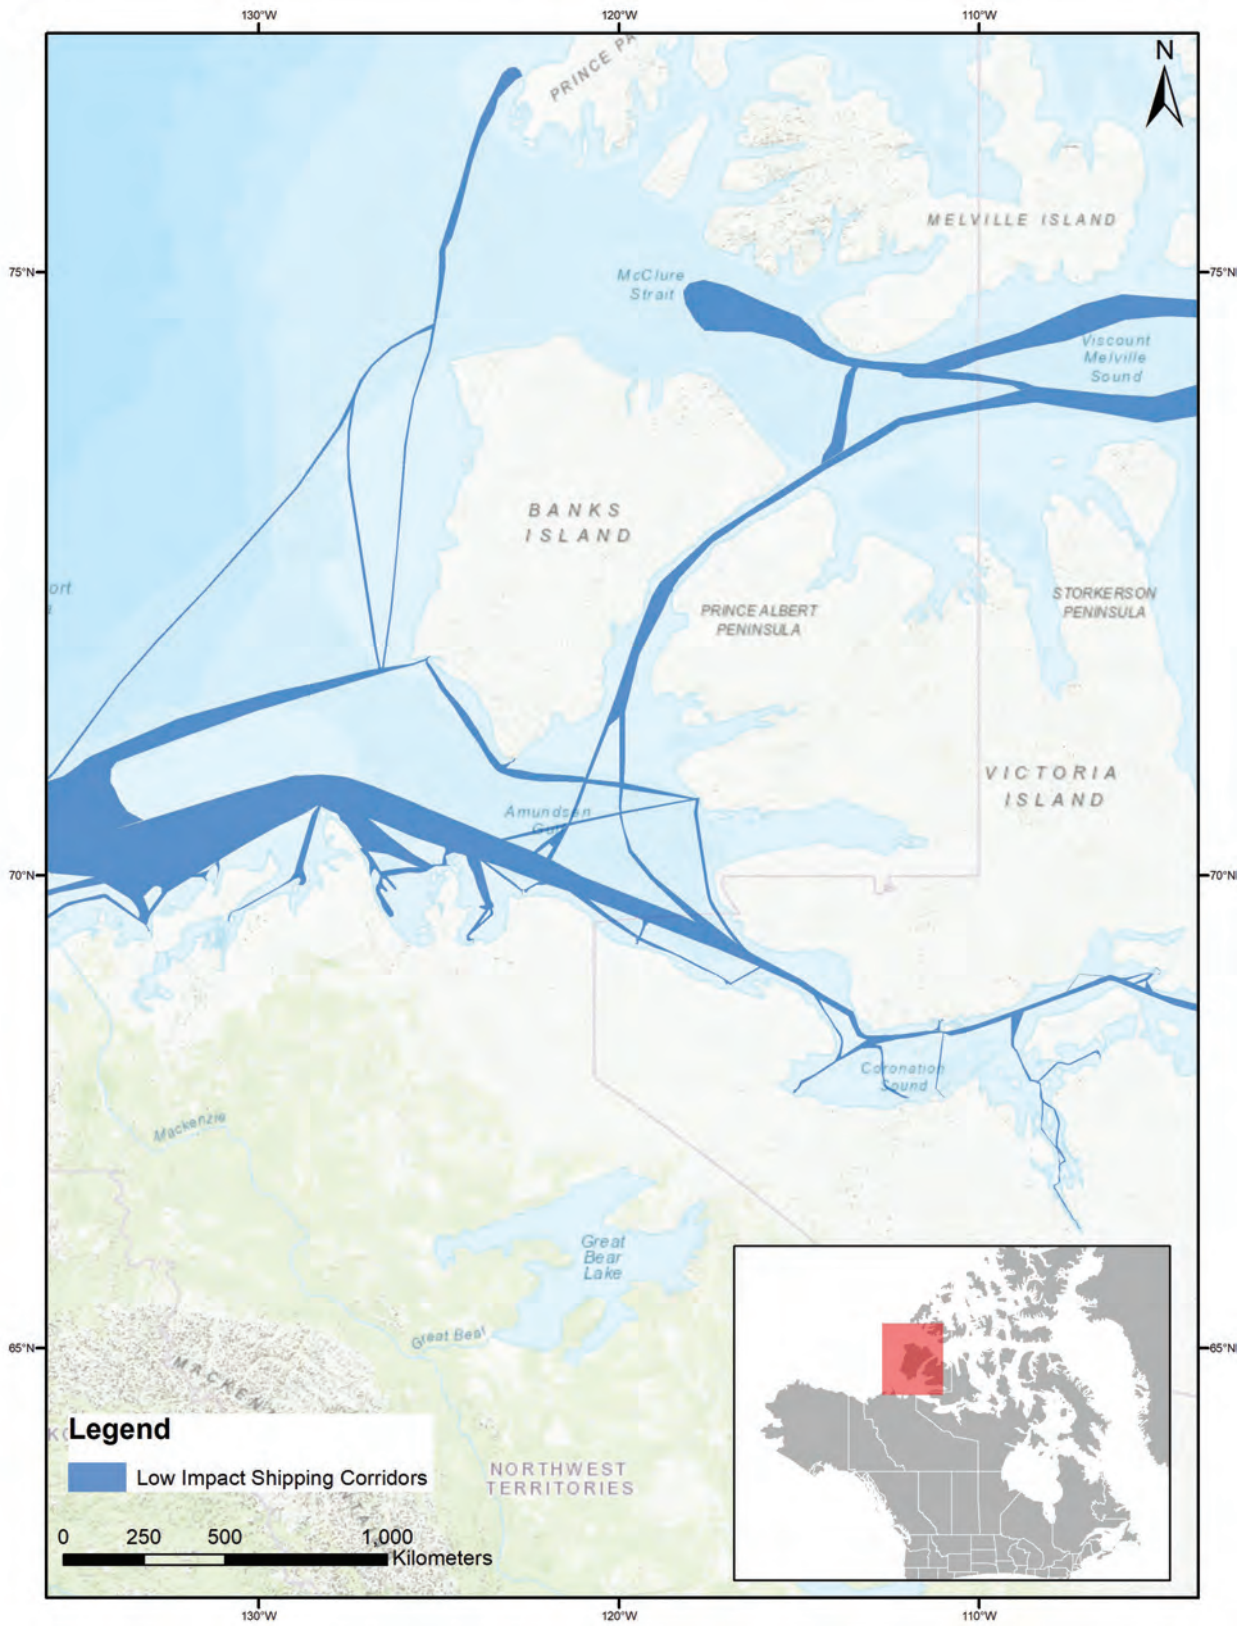 130°W
120°W
110°W
N
PRINCE PA
MELVILLE ISLAND
75°N
McClure
Strait
75°N
Viscount
Melville
Sound
BANKS
ISLAND
ort
PRINCE ALBERT
PENINSULA
STORKERSON
PENINSULA
VICTORIA
ISLAND
Amundsen
Gulf
70°N
70°N
Coronation
Sound
Mackenzie
Great
Bear
Lake
Great Bear
65°N
65°N
MACKEN
Legend
Low Impact Shipping Corridors
NORTHWEST
TERRITORIES
0
250
500
1,000
Kilometers
130°W
120°W
110°W